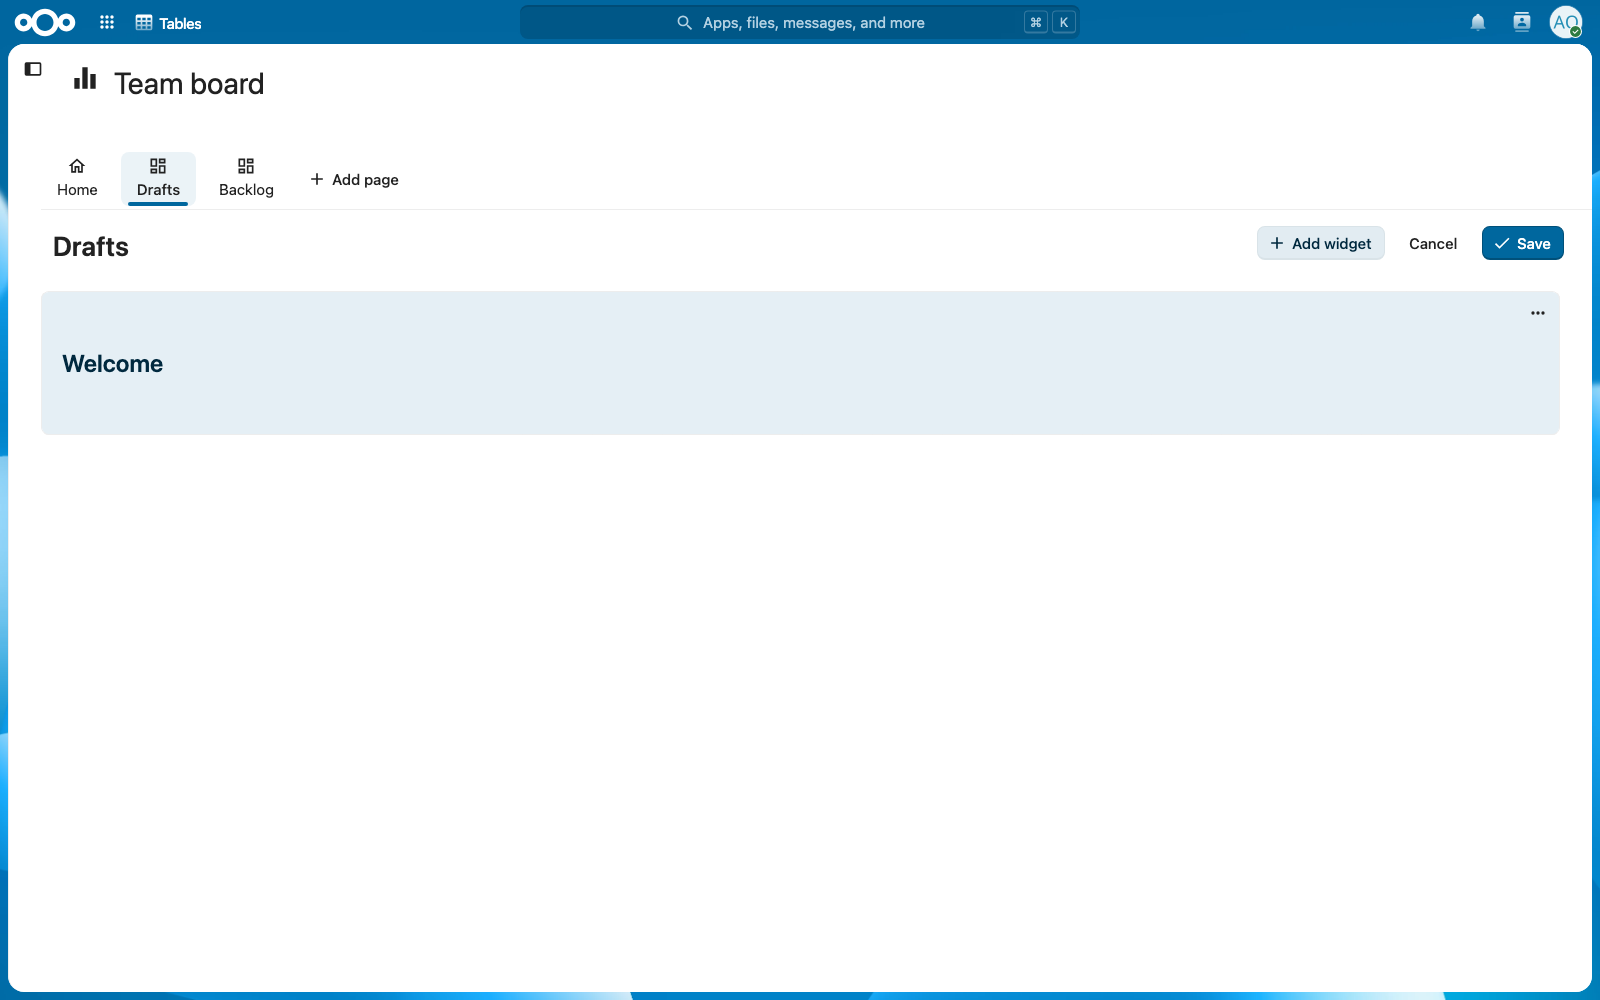 Tables
Apps, files, messages, and more
⌘ K
AO
Team board
Home
Drafts
Backlog
Add page
Drafts
Add widget
Cancel
Save
Welcome